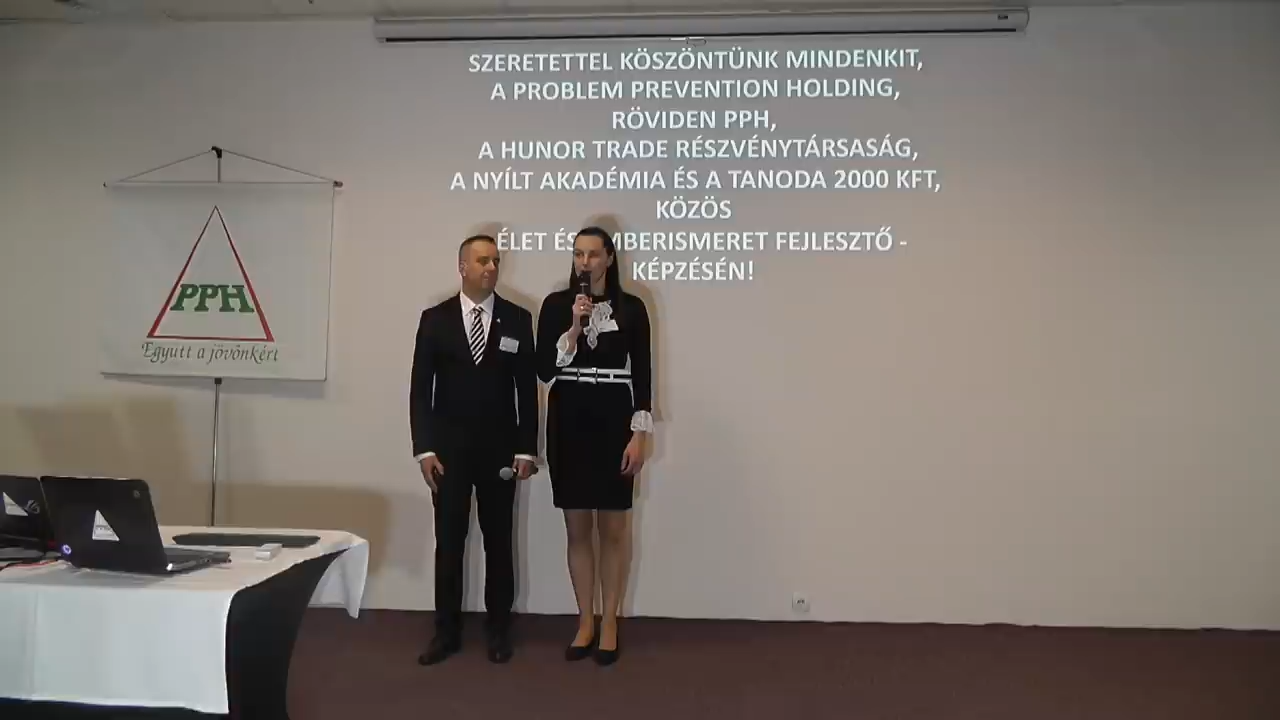 SZERETETTEL KÖSZÖNTÜNK MINDENKIT,
A PROBLEM PREVENTION HOLDING,
RÖVIDEN PPH,
A HUNOR TRADE RÉSZVÉNYTÁRSASÁG,
A NYÍLT AKADÉMIA ÉS A TANODA 2000 KFT,
KÖZÖS
ÉLET ÉS MBERISMERET FEJLESZTŐ -
KÉPZÉSÉN!
PPH
Együtt a jövőnkért